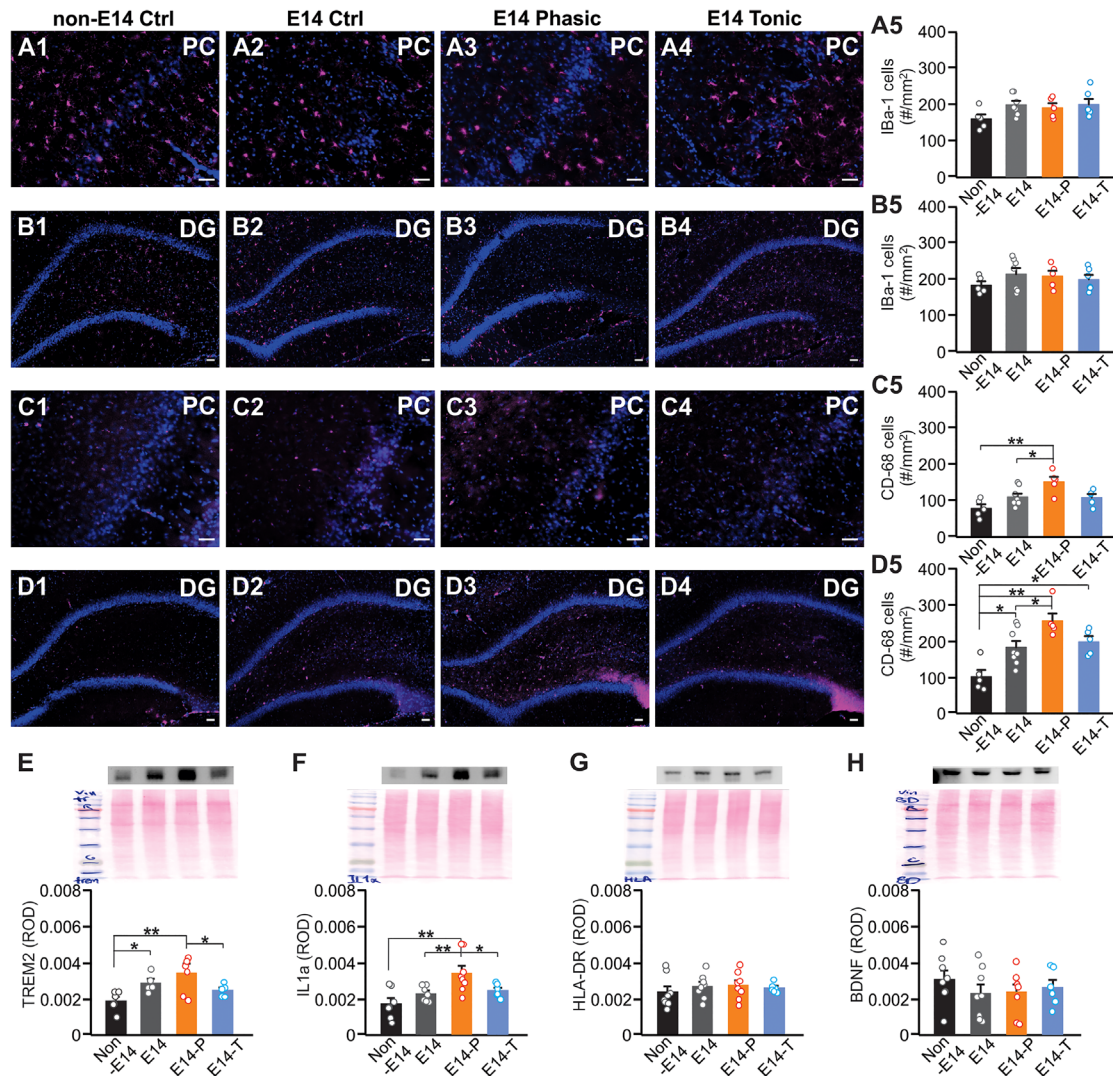 non-E14 Ctrl E14 Ctrl E14 Phasic E14 Tonic
A1 PC A2 PC A3 PC A4 PC
A5
400
300
200
100
0
IBa-1 cells
(#/mm²)
Non
-E14
E14
E14-P
E14-T
B1 DG B2 DG B3 DG B4 DG
B5
400
300
200
100
0
IBa-1 cells
(#/mm²)
Non
-E14
E14
E14-P
E14-T
C1 PC C2 PC C3 PC C4 PC
C5
400
300
200
100
0
CD-68 cells
(#/mm²)
**
*
Non
-E14
E14
E14-P
E14-T
D1 DG D2 DG D3 DG D4 DG
D5
400
300
200
100
0
CD-68 cells
(#/mm²)
*
**
* *
Non
-E14
E14
E14-P
E14-T
E
0.008
0.006
0.004
0.002
0
TREM2 (ROD)
**
* *
Non
-E14
E14
E14-P
E14-T
F
0.008
0.006
0.004
0.002
0
IL1a (ROD)
**
** *
Non
-E14
E14
E14-P
E14-T
G
HLA
0.008
0.006
0.004
0.002
0
HLA-DR (ROD)
Non
-E14
E14
E14-P
E14-T
H
Vin
BD
C
BD
0.008
0.006
0.004
0.002
0
BDNF (ROD)
Non
-E14
E14
E14-P
E14-T